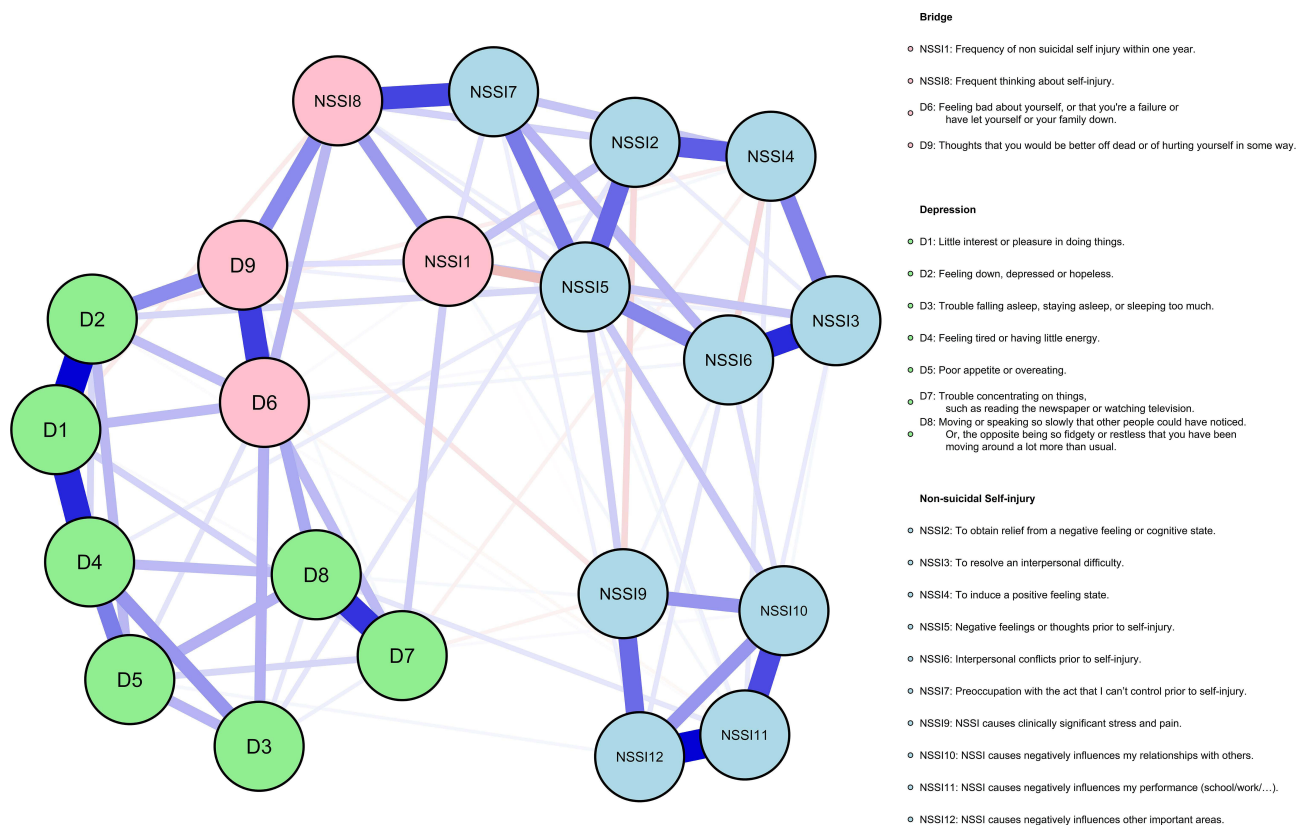 NSSI8
NSSI7
NSSI2
NSSI4
D9
NSSI1
NSSI5
D2
NSSI3
NSSI6
D6
D1
D4
D8
NSSI9
NSSI10
D7
D5
D3
NSSI12
NSSI11
Bridge
NSSI1: Frequency of non suicidal self injury within one year.
NSSI8: Frequent thinking about self-injury.
D6: Feeling bad about yourself, or that you're a failure or
have let yourself or your family down.
D9: Thoughts that you would be better off dead or of hurting yourself in some way.
Depression
D1: Little interest or pleasure in doing things.
D2: Feeling down, depressed or hopeless.
D3: Trouble falling asleep, staying asleep, or sleeping too much.
D4: Feeling tired or having little energy.
D5: Poor appetite or overeating.
D7: Trouble concentrating on things,
such as reading the newspaper or watching television.
D8: Moving or speaking so slowly that other people could have noticed.
Or, the opposite being so fidgety or restless that you have been
moving around a lot more than usual.
Non-suicidal Self-injury
NSSI2: To obtain relief from a negative feeling or cognitive state.
NSSI3: To resolve an interpersonal difficulty.
NSSI4: To induce a positive feeling state.
NSSI5: Negative feelings or thoughts prior to self-injury.
NSSI6: Interpersonal conflicts prior to self-injury.
NSSI7: Preoccupation with the act that I can't control prior to self-injury.
NSSI9: NSSI causes clinically significant stress and pain.
NSSI10: NSSI causes negatively influences my relationships with others.
NSSI11: NSSI causes negatively influences my performance (school/work/…).
NSSI12: NSSI causes negatively influences other important areas.